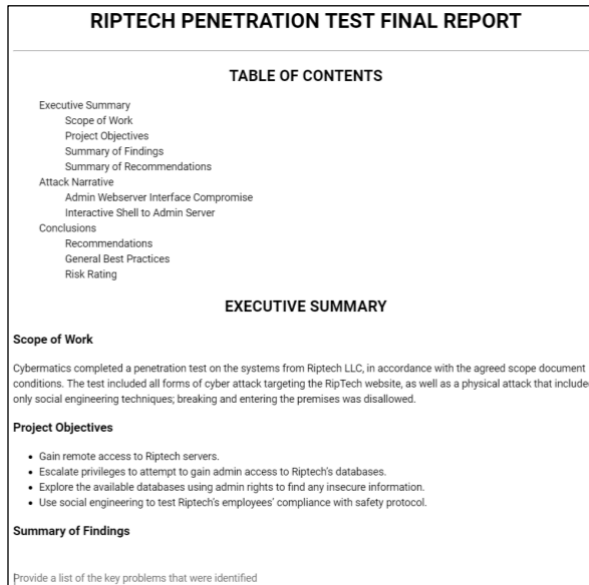 RIPTECH PENETRATION TEST FINAL REPORT
TABLE OF CONTENTS
Executive Summary
Scope of Work
Project Objectives
Summary of Findings
Summary of Recommendations
Attack Narrative
Admin Webserver Interface Compromise
Interactive Shell to Admin Server
Conclusions
Recommendations
General Best Practices
Risk Rating
EXECUTIVE SUMMARY
Scope of Work
Cybermatics completed a penetration test on the systems from Riptech LLC, in accordance with the agreed scope document
conditions. The test included all forms of cyber attack targeting the RipTech website, as well as a physical attack that include
only social engineering techniques; breaking and entering the premises was disallowed.
Project Objectives
• Gain remote access to Riptech servers.
• Escalate privileges to attempt to gain admin access to Riptech's databases.
• Explore the available databases using admin rights to find any insecure information.
• Use social engineering to test Riptech's employees' compliance with safety protocol.
Summary of Findings
Provide a list of the key problems that were identified